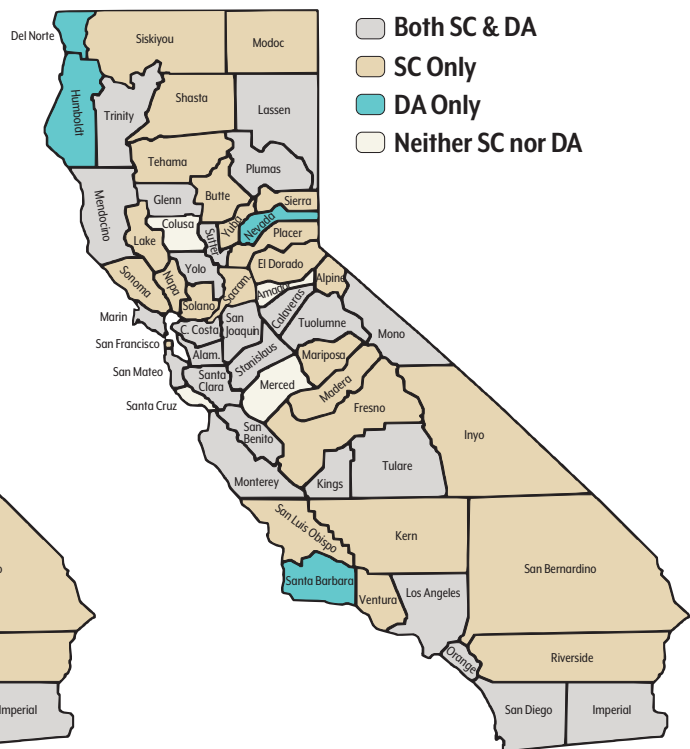 Both SC & DA
SC Only
DA Only
Neither SC nor DA
Del Norte
Siskiyou
Modoc
Humboldt
Trinity
Shasta
Lassen
Tehama
Plumas
Mendocino
Glenn
Butte
Sierra
Colusa
Lake
Sutter
Yuba
Nevada
Placer
Yolo
El Dorado
Sonoma
Napa
Sacram.
Amador
Alpine
Solano
Calaveras
Marin
C. Costa
San
Joaquin
Tuolumne
Mono
San Francisco
Alam.
Stanislaus
Mariposa
San Mateo
Santa
Clara
Merced
Madera
Santa Cruz
Fresno
San
Benito
Inyo
Monterey
Kings
Tulare
San Luis Obispo
Kern
San Bernardino
Santa Barbara
Ventura
Los Angeles
Orange
Riverside
San Diego
Imperial
o
Imperial